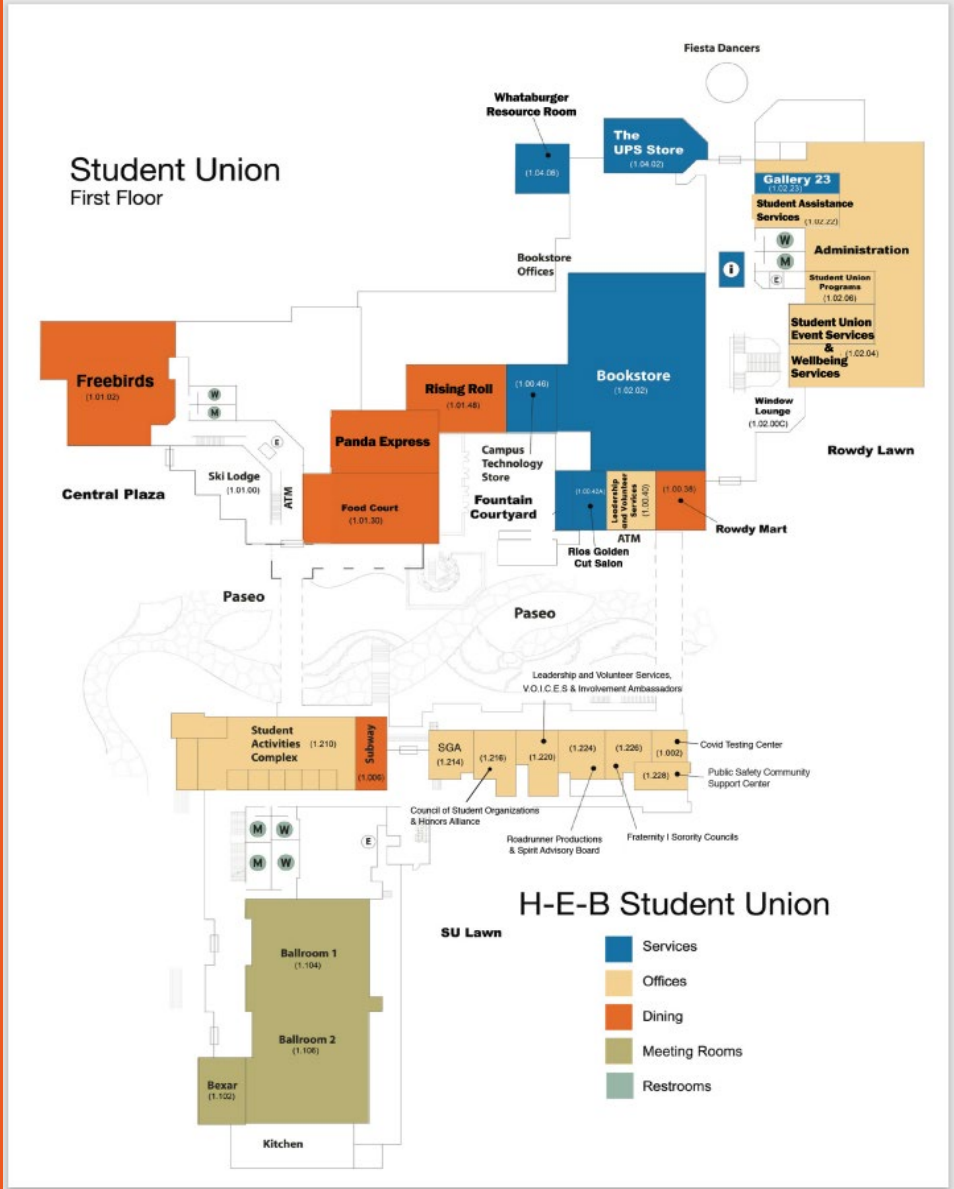 Fiesta Dancers
Whataburger
Resource Room
(1.04.06)
The
UPS Store
(1.04.02)
Student Union
First Floor
Gallery 23
(1.02.23)
Student Assistance
Services (1.02.22)
W
M
E
Administration
Bookstore
Offices
i
Student Union
Programs
(1.02.06)
Student Union
Event Services
&
(1.02.04)
Wellbeing
Services
Freebirds
(1.01.02)
W
M
E
Rising Roll
(1.01.48)
(1.00.46)
Bookstore
(1.02.02)
Window
Lounge
(1.02.00C)
Rowdy Lawn
Panda Express
Campus
Technology
Store
Ski Lodge
(1.01.00)
ATM
Central Plaza
Food Court
(1.01.30)
Fountain
Courtyard
(1.00.42A)
Leadership
and Volunteer
Services
(1.00.40)
(1.00.38)
Rowdy Mart
ATM
Rios Golden
Cut Salon
Paseo
Paseo
Leadership and Volunteer Services,
V.O.I.C.E.S & Involvement Ambassadors
Student
Activities
Complex
(1.210)
Subway
(1.006)
SGA
(1.214)
(1.216)
(1.220)
(1.224)
(1.226)
(1.002)
Covid Testing Center
(1.228)
Public Safety Community
Support Center
Council of Student Organizations
& Honors Alliance
Roadrunner Productions
& Spirit Advisory Board
Fraternity I Sorority Councils
M
W
M
W
E
H-E-B Student Union
SU Lawn
Services
Offices
Dining
Meeting Rooms
Restrooms
Ballroom 1
(1.104)
Ballroom 2
(1.106)
Bexar
(1.102)
Kitchen